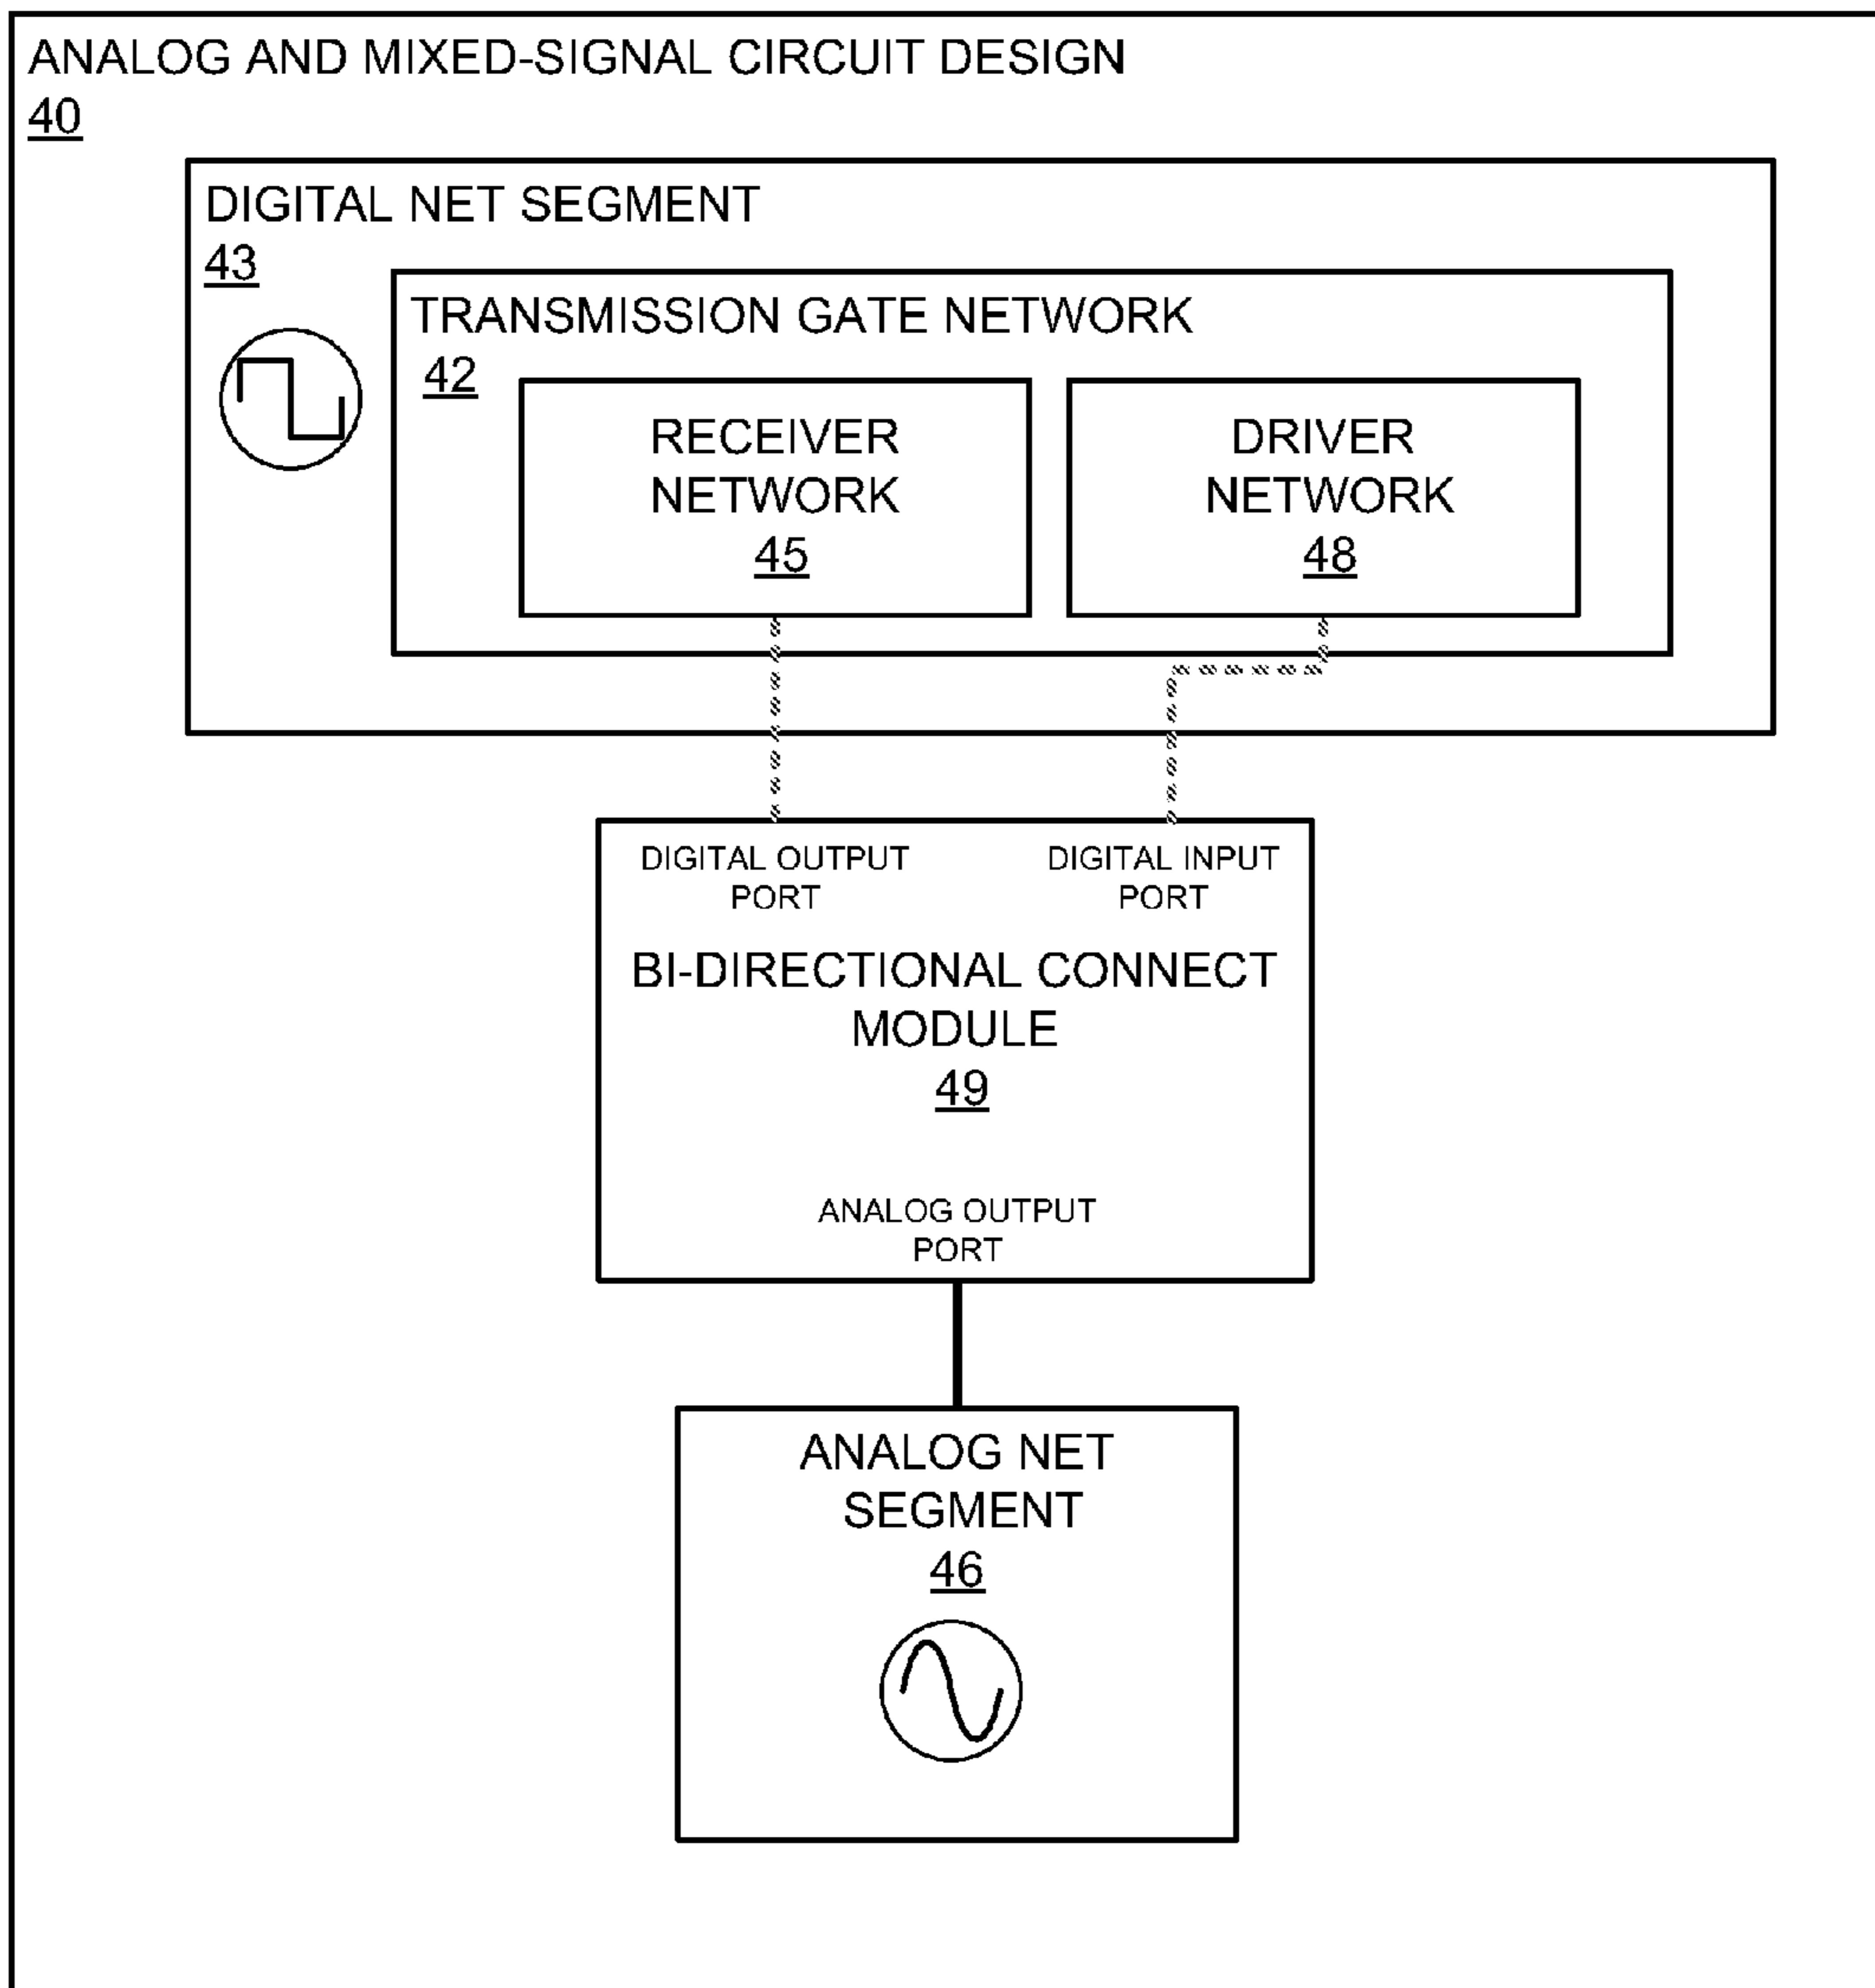 ANALOG AND MIXED-SIGNAL CIRCUIT DESIGN
40
DIGITAL NET SEGMENT
43
TRANSMISSION GATE NETWORK
42
RECEIVER
NETWORK
45
DRIVER
NETWORK
48
DIGITAL OUTPUT
PORT
DIGITAL INPUT
PORT
BI-DIRECTIONAL CONNECT
MODULE
49
ANALOG OUTPUT
PORT
ANALOG NET
SEGMENT
46